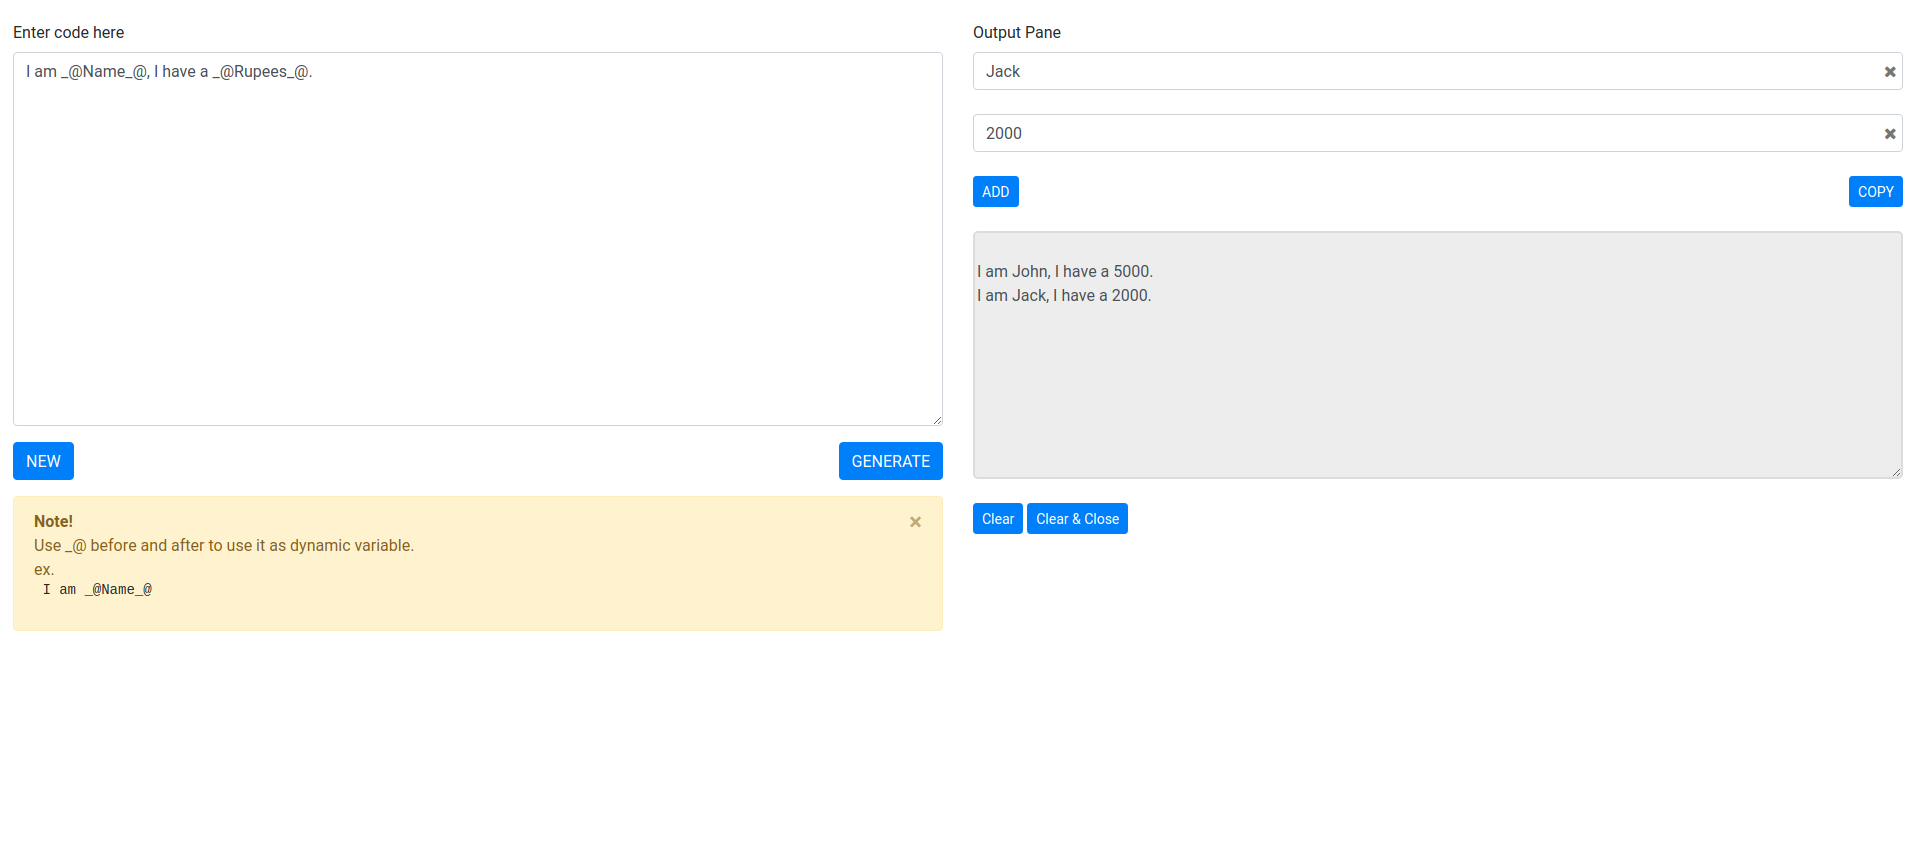 Enter code here
I am _@Name_@, I have a _@Rupees_@.
NEW
GENERATE
Note!
×
Use _@ before and after to use it as dynamic variable.
ex.
I am _@Name_@
Output Pane
Jack
2000
ADD
COPY
I am John, I have a 5000.
I am Jack, I have a 2000.
Clear
Clear & Close